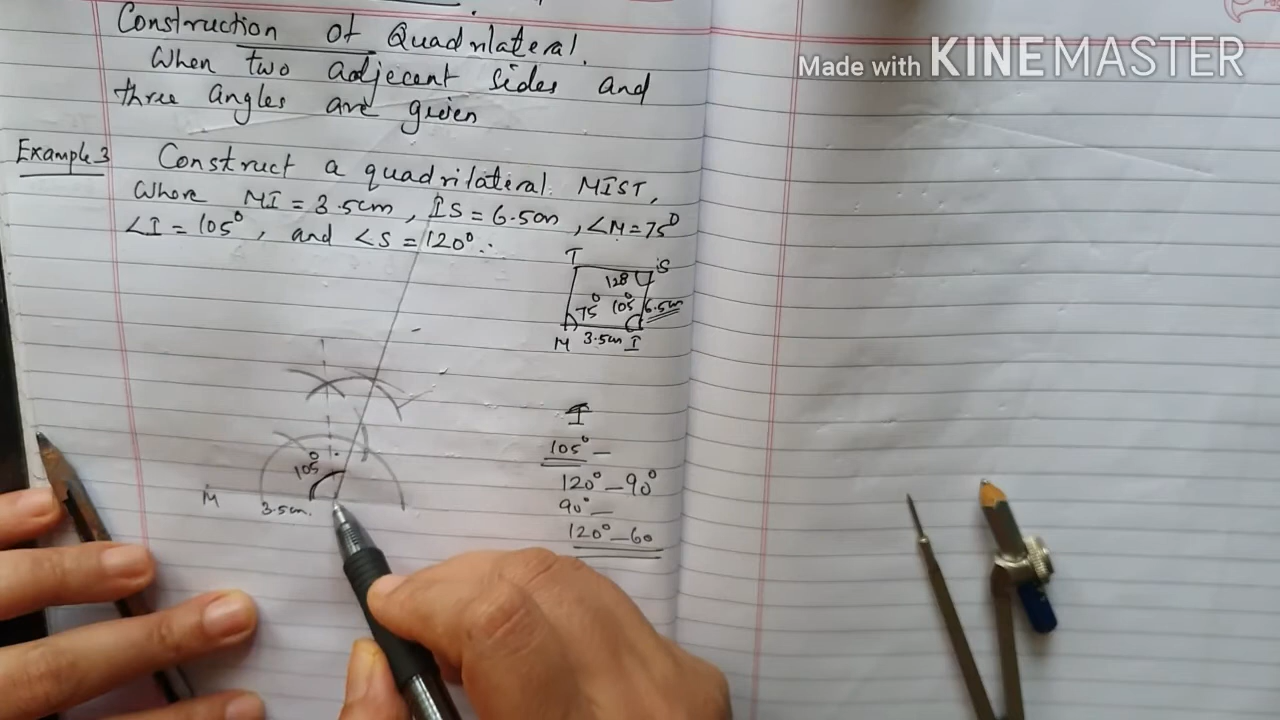 Construction of Quadrilateral.
When two adjecent sides and
three angles are given
Made with KINEMASTER
Example 3 Construct a quadrilateral MIST,
Where MI = 3.5cm, IS = 6.5cm, ∠M=75°
∠I = 105°, and ∠S = 120°.
T S
120
75° 105° 6.5cm
M 3.5cm I
I
105° —
120° — 90°
90° —
120° — 60
105°
M
3.5cm.